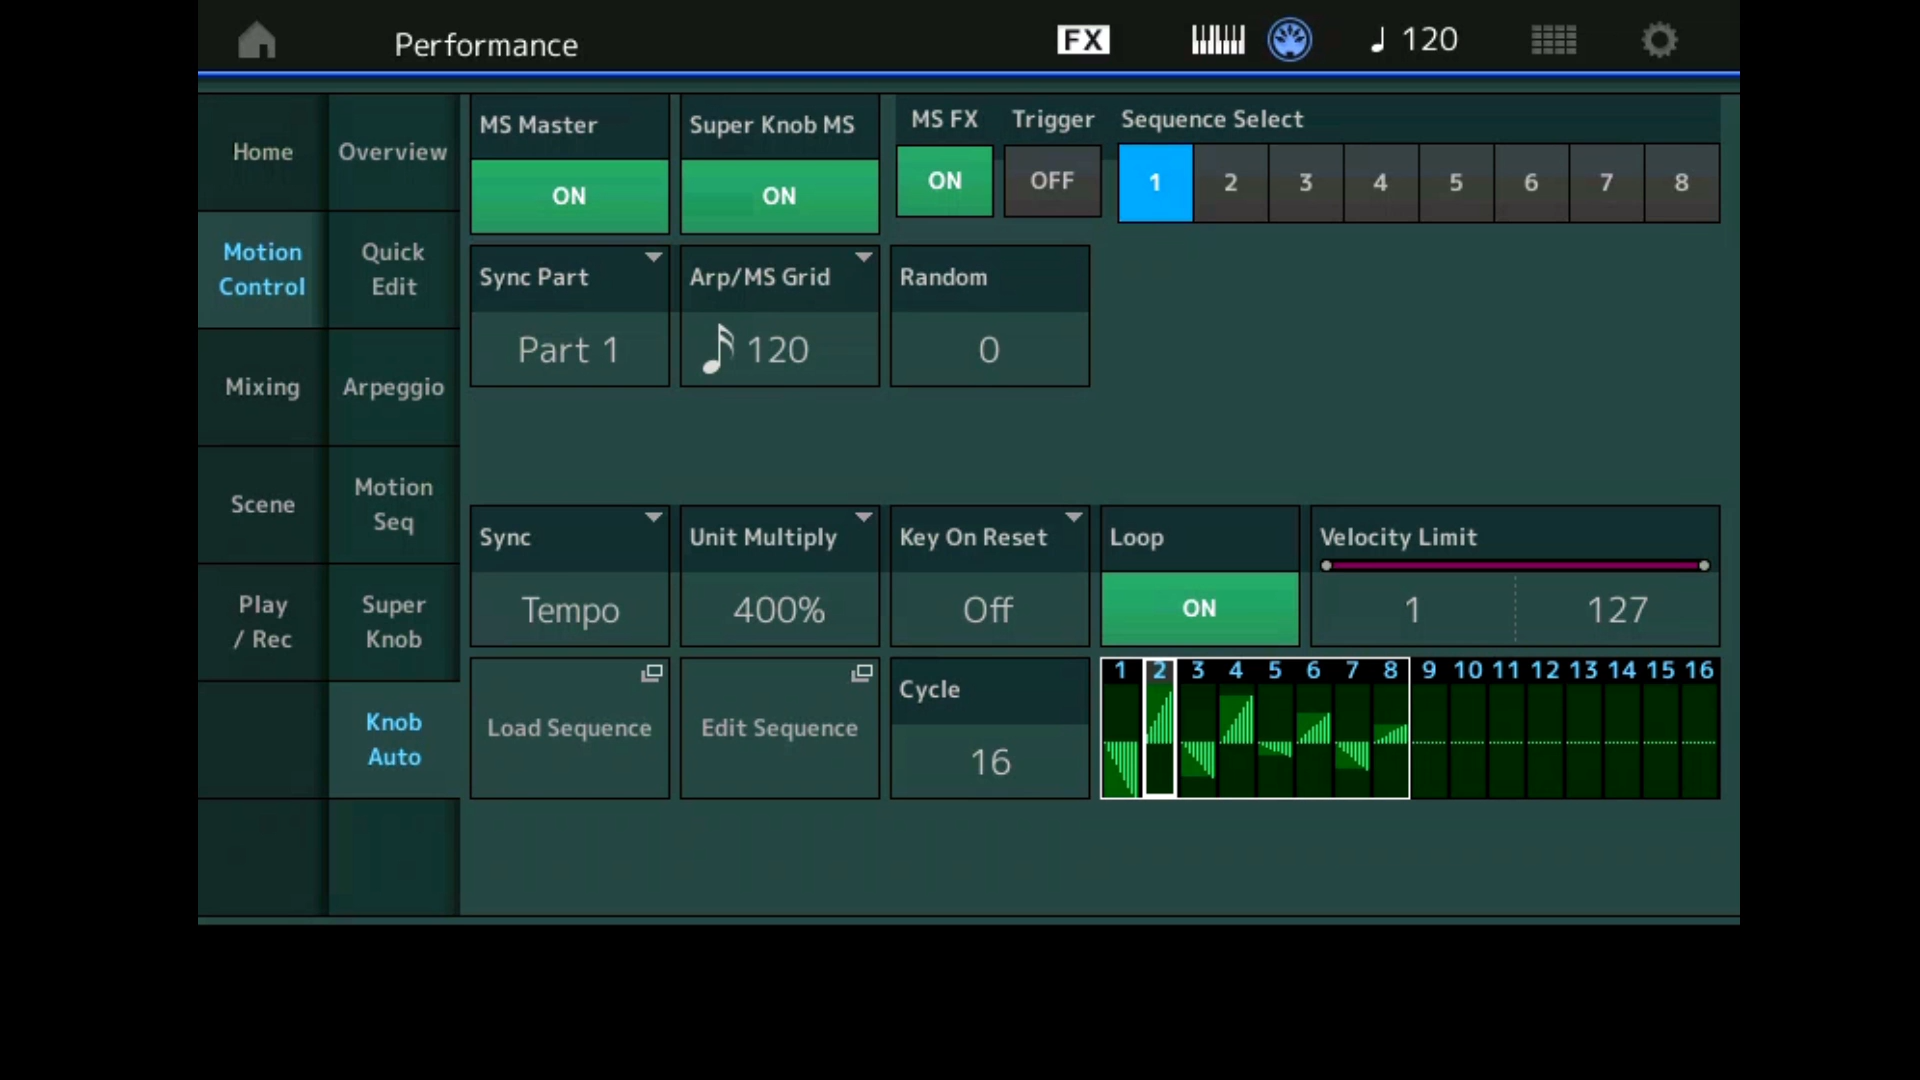 Performance
FX
♩ 120
Home
Overview
Motion
Control
Quick
Edit
Mixing
Arpeggio
Scene
Motion
Seq
Play
/ Rec
Super
Knob
Knob
Auto
MS Master
ON
Super Knob MS
ON
MS FX
ON
Trigger
OFF
Sequence Select
1 2 3 4 5 6 7 8
Sync Part
Part 1
Arp/MS Grid
120
Random
0
Sync
Tempo
Unit Multiply
400%
Key On Reset
Off
Loop
ON
Velocity Limit
1 127
Load Sequence
Edit Sequence
Cycle
16
1 2 3 4 5 6 7 8 9 10 11 12 13 14 15 16